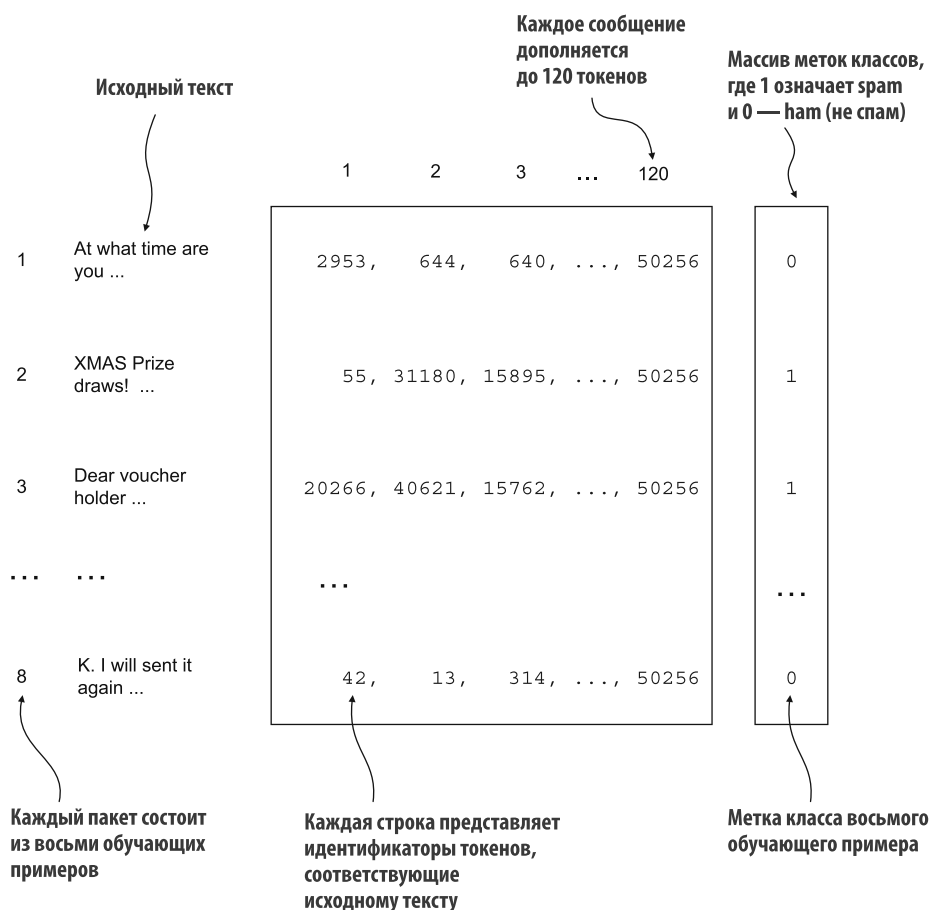 Каждое сообщение
дополняется
до 120 токенов
Массив меток классов,
где 1 означает spam
и 0 — ham (не спам)
Исходный текст
1 2 3 ... 120
1 At what time are
you ...
2953, 644, 640, ..., 50256 0
2 XMAS Prize
draws! ...
55, 31180, 15895, ..., 50256 1
3 Dear voucher
holder ...
20266, 40621, 15762, ..., 50256 1
... ... ... ...
8 K. I will sent it
again ...
42, 13, 314, ..., 50256 0
Каждый пакет состоит
из восьми обучающих
примеров
Каждая строка представляет
идентификаторы токенов,
соответствующие
исходному тексту
Метка класса восьмого
обучающего примера